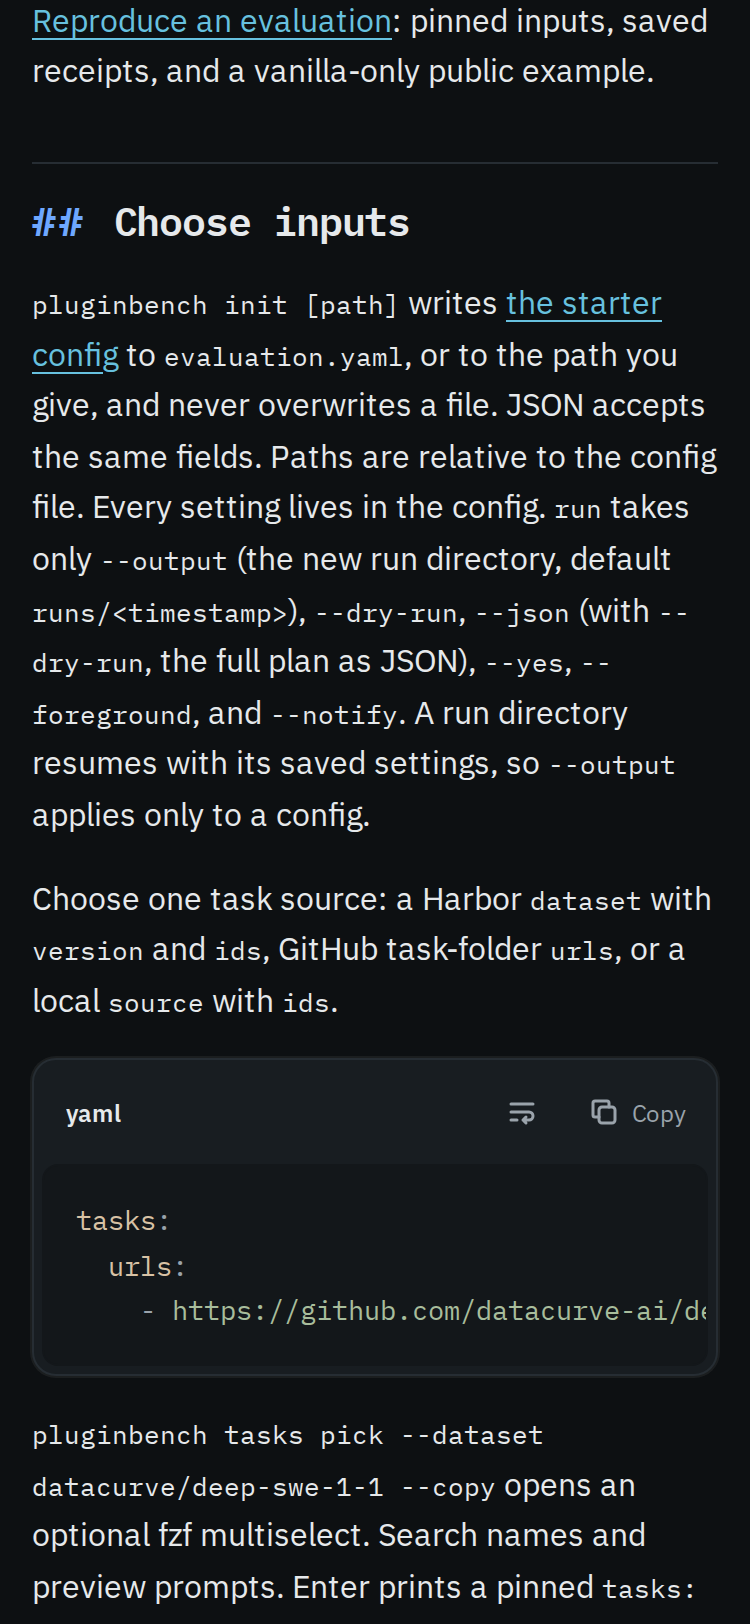 Reproduce an evaluation: pinned inputs, saved
receipts, and a vanilla-only public example.
## Choose inputs
pluginbench init [path] writes the starter
config to evaluation.yaml, or to the path you
give, and never overwrites a file. JSON accepts
the same fields. Paths are relative to the config
file. Every setting lives in the config. run takes
only --output (the new run directory, default
runs/<timestamp>), --dry-run, --json (with --
dry-run, the full plan as JSON), --yes, --
foreground, and --notify. A run directory
resumes with its saved settings, so --output
applies only to a config.
Choose one task source: a Harbor dataset with
version and ids, GitHub task-folder urls, or a
local source with ids.
yaml Copy
tasks:
urls:
- https://github.com/datacurve-ai/de
pluginbench tasks pick --dataset
datacurve/deep-swe-1-1 --copy opens an
optional fzf multiselect. Search names and
preview prompts. Enter prints a pinned tasks: